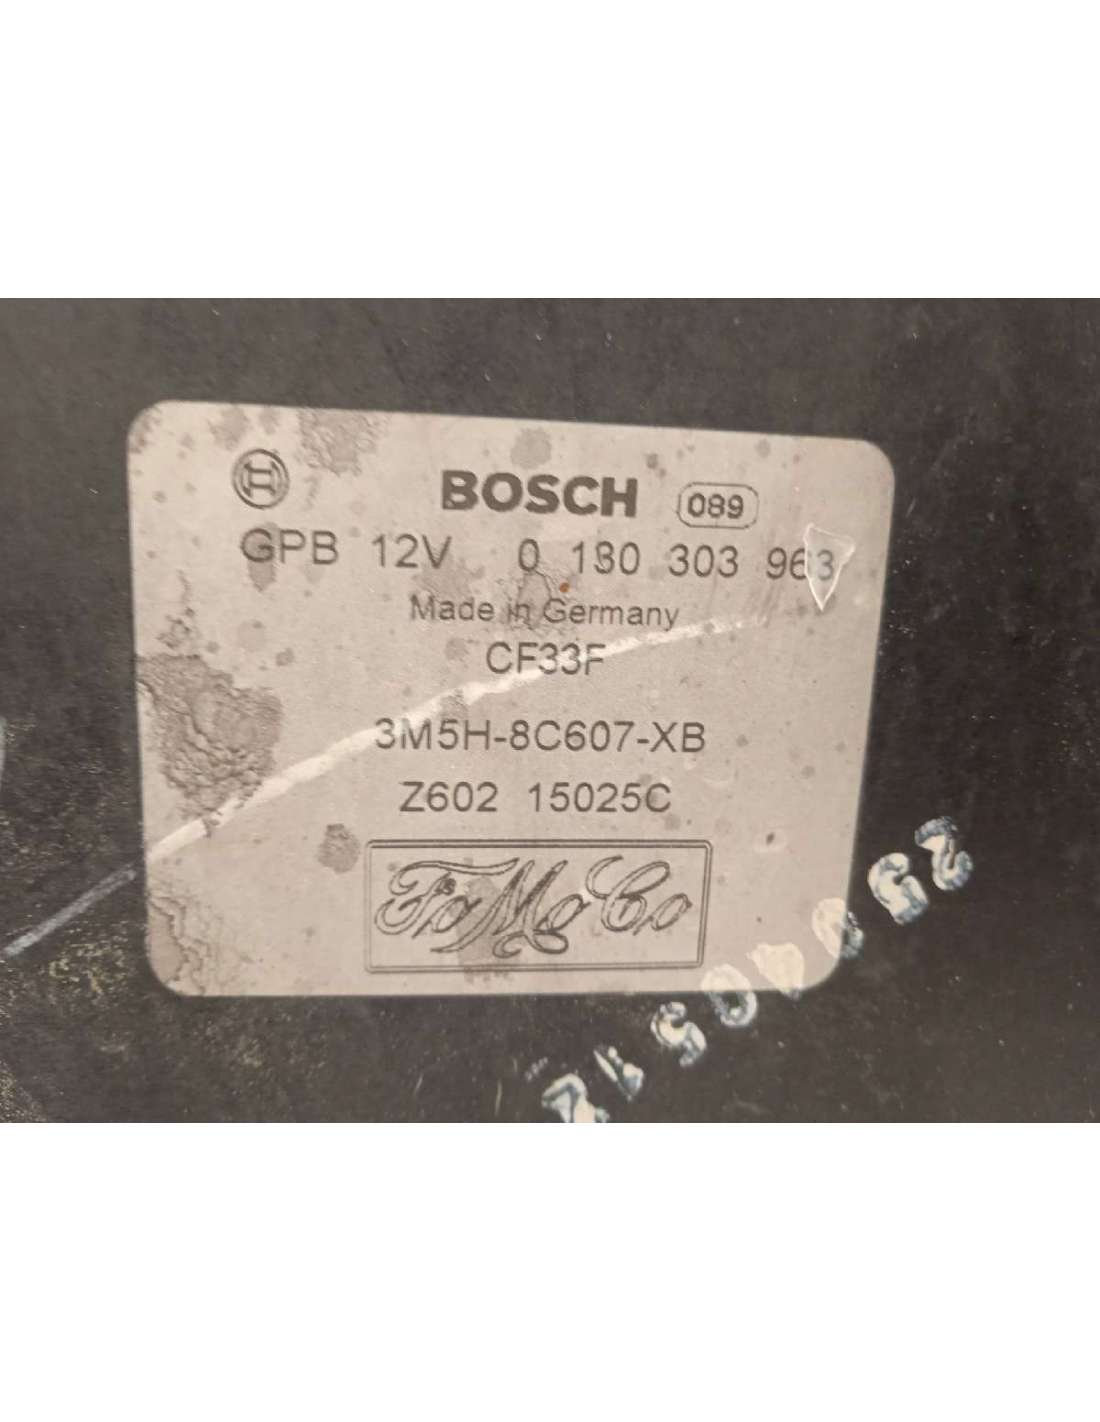 BOSCH 089
GPB 12V 0 130 303 963
Made in Germany
CF33F
3M5H-8C607-XB
Z602 15025C
FoMoCo